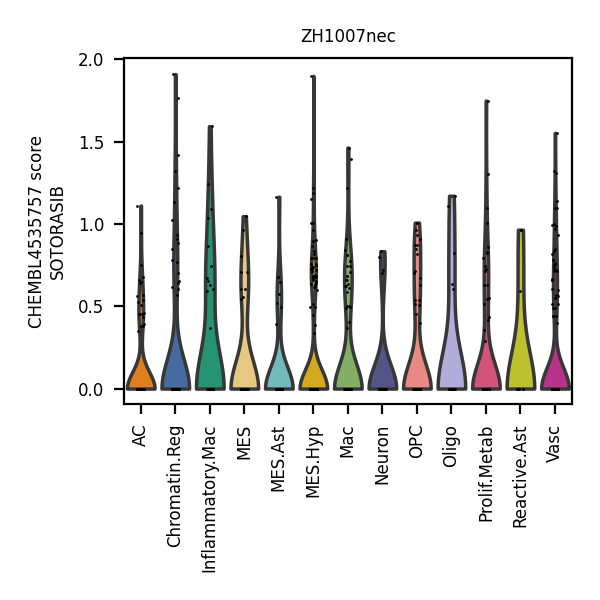 ZH1007nec
CHEMBL4535757 score
SOTORASIB
2.0
1.5
1.0
0.5
0.0
AC
Chromatin.Reg
Inflammatory.Mac
MES
MES.Ast
MES.Hyp
Mac
Neuron
OPC
Oligo
Prolif.Metab
Reactive.Ast
Vasc